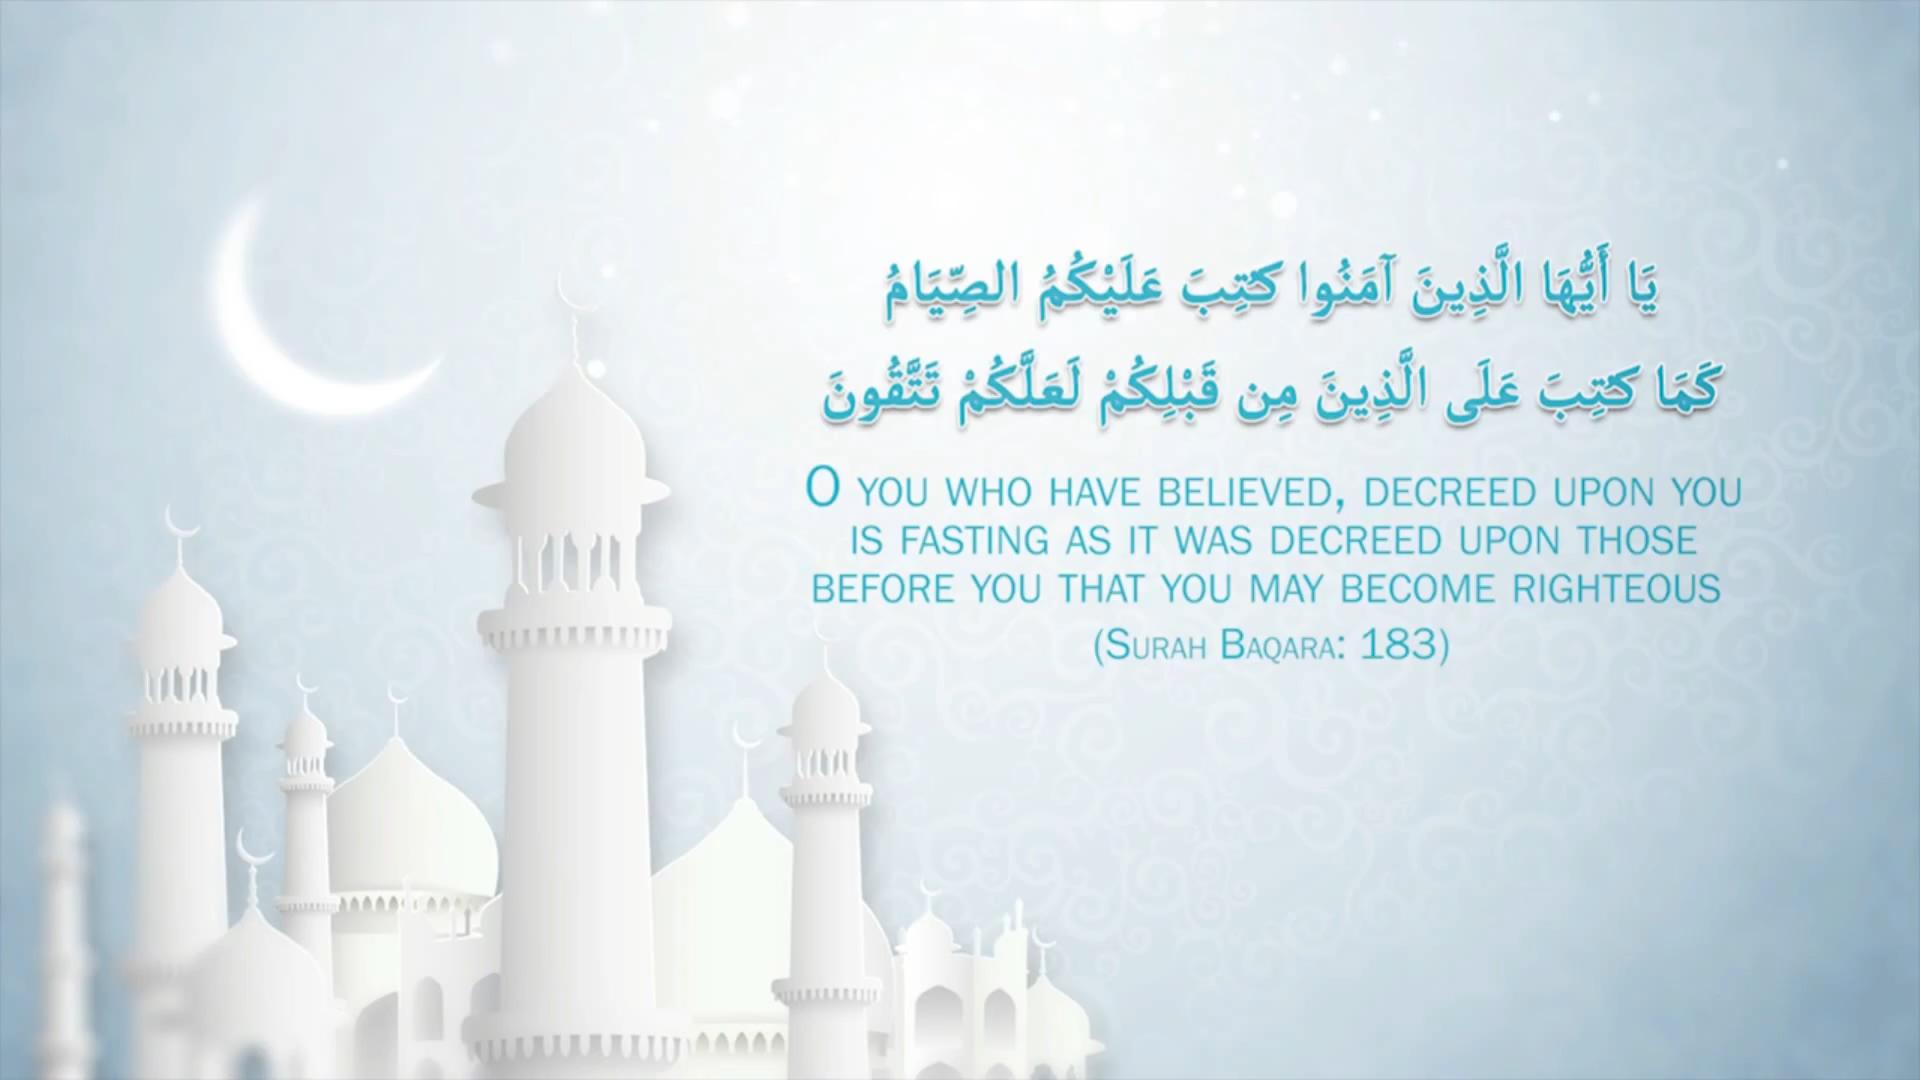 يَا أَيُّهَا الَّذِينَ آمَنُوا كُتِبَ عَلَيْكُمُ الصِّيَامُ
كَمَا كُتِبَ عَلَى الَّذِينَ مِن قَبْلِكُمْ لَعَلَّكُمْ تَتَّقُونَ
O YOU WHO HAVE BELIEVED, DECREED UPON YOU
IS FASTING AS IT WAS DECREED UPON THOSE
BEFORE YOU THAT YOU MAY BECOME RIGHTEOUS
(SURAH BAQARA: 183)